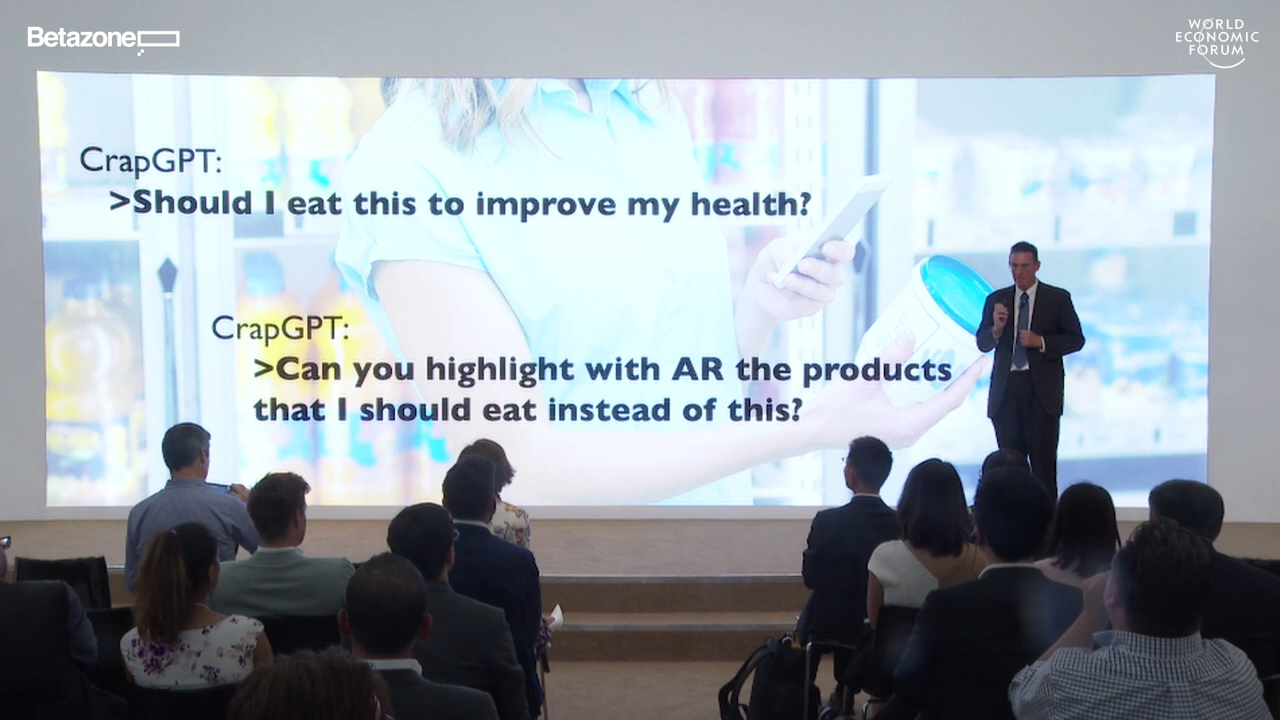 Betazone
WORLD
ECONOMIC
FORUM
CrapGPT:
>Should I eat this to improve my health?
CrapGPT:
>Can you highlight with AR the products
that I should eat instead of this?